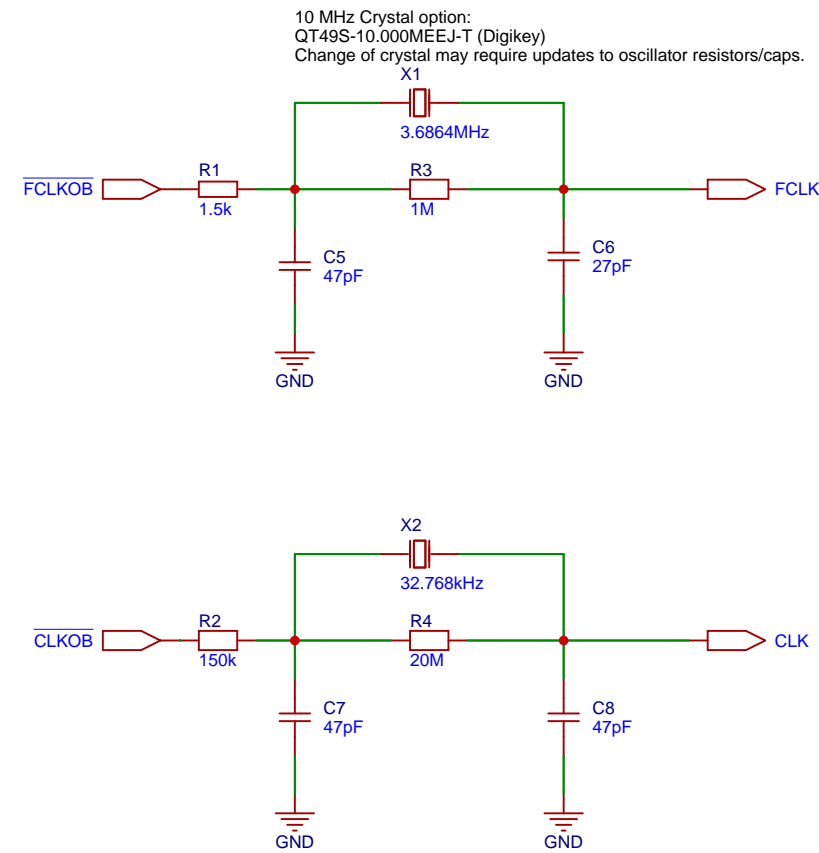 10 MHz Crystal option:
QT49S-10.000MEEJ-T (Digikey)
Change of crystal may require updates to oscillator resistors/caps.
X1
3.6864MHz
FCLKOB
R1
1.5k
R3
1M
FCLK
C5
47pF
C6
27pF
GND
GND
X2
32.768kHz
CLKOB
R2
150k
R4
20M
CLK
C7
47pF
C8
47pF
GND
GND